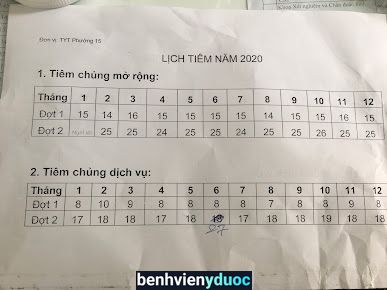 Đơn vị: TYT Phường 15
LỊCH TIÊM NĂM 2020
1. Tiêm chủng mở rộng:
Tháng 1 2 3 4 5 6 7 8 9 10 11 12
Đợt 1 15 14 16 15 15 15 15 14 15 15 16 15
Đợt 2 25 25 24 25 25 24 25 25 26 25 25
2. Tiêm chủng dịch vụ:
Tháng 1 2 3 4 5 6 7 8 9 10 11 12
Đợt 1 8 10 9 8 8 8 8 7 8 8 9 8
Đợt 2 17 18 18 17 18 18 17 18 18 19 18 18
27
benhvienyduoc